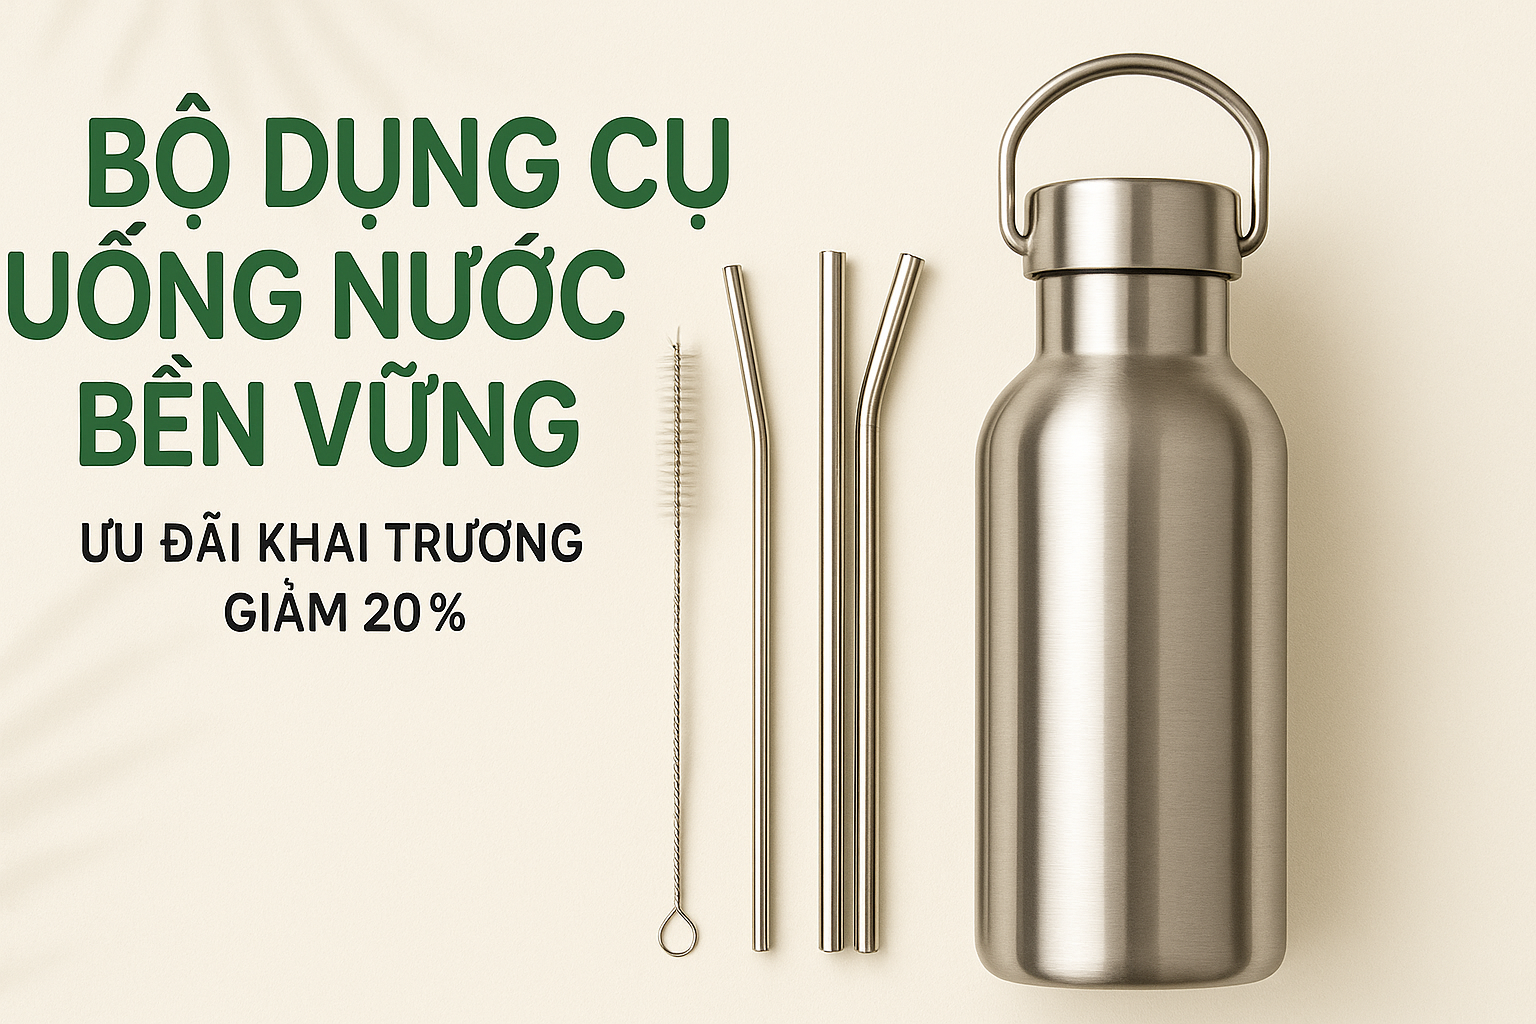 BỘ DỤNG CỤ
UỐNG NƯỚC
BỀN VỮNG
ƯU ĐÃI KHAI TRƯƠNG
GIẢM 20%